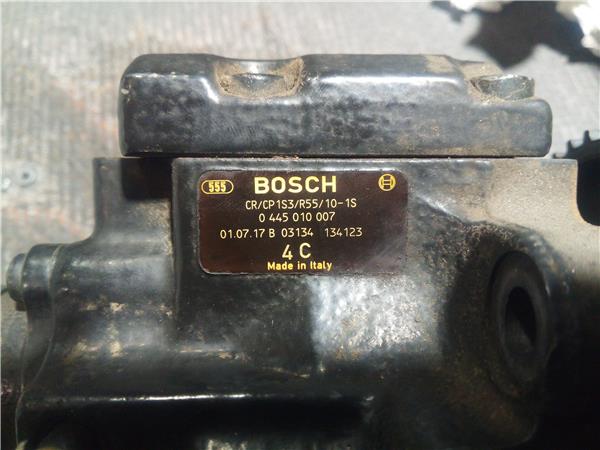 555 BOSCH
CR/CP1S3/R55/10-1S
0 445 010 007
01.07.17 B 03134 134123
4 C
Made in Italy